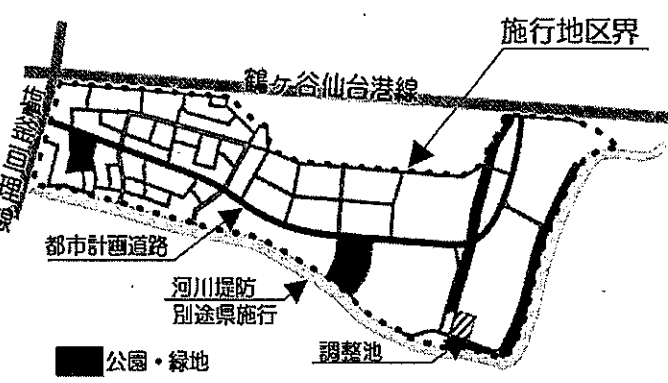 施行地区界
鶴ケ谷仙台港線
都市計画道路
河川堤防
別途県施行
調整池
公園・緑地